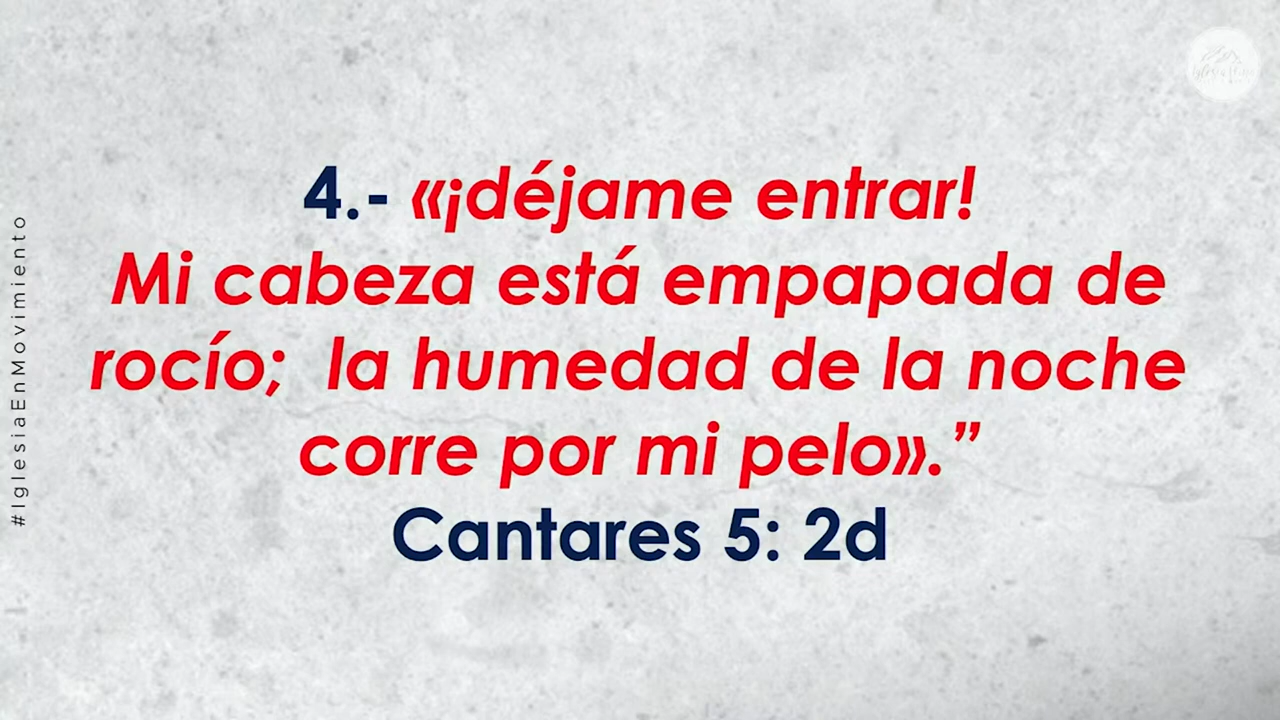 4.- «¡déjame entrar!
Mi cabeza está empapada de
rocío;  la humedad de la noche
corre por mi pelo».”
Cantares 5: 2d
#IglesiaEnMovimiento